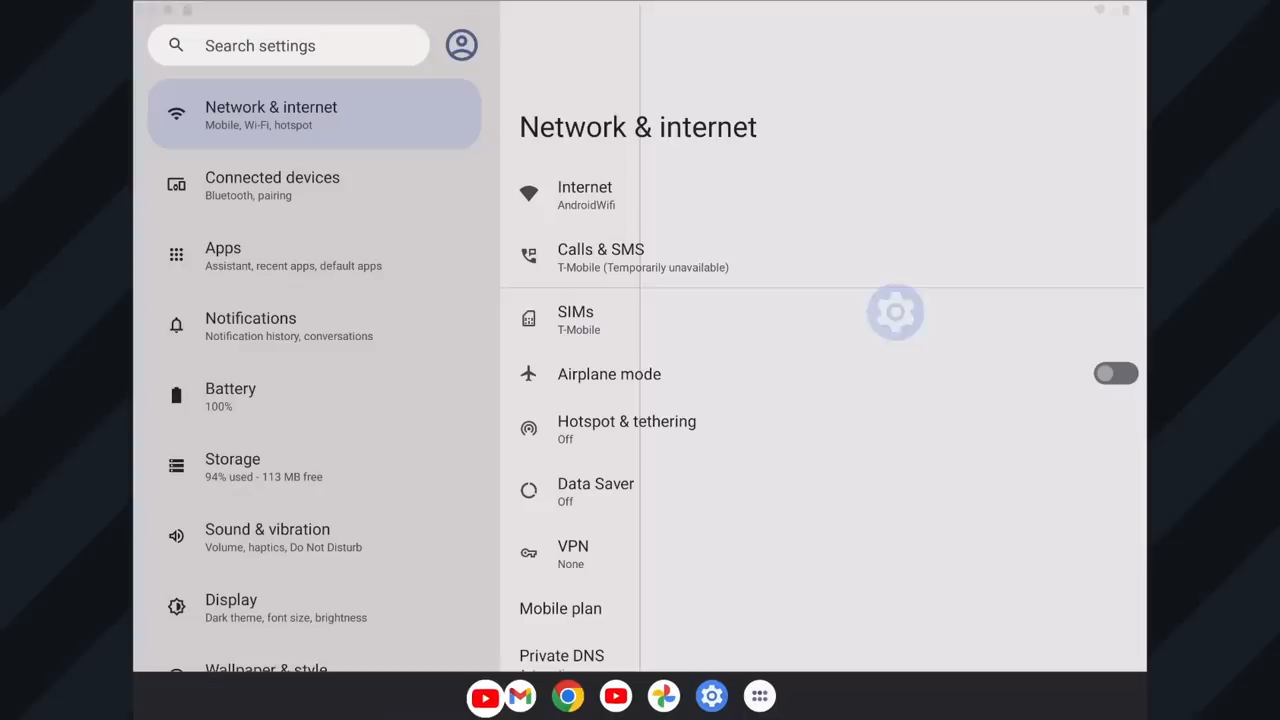 Search settings
Network & internet
Mobile, Wi-Fi, hotspot
Connected devices
Bluetooth, pairing
Apps
Assistant, recent apps, default apps
Notifications
Notification history, conversations
Battery
100%
Storage
94% used - 113 MB free
Sound & vibration
Volume, haptics, Do Not Disturb
Display
Dark theme, font size, brightness
Wallpaper & style
Network & internet
Internet
AndroidWifi
Calls & SMS
T-Mobile (Temporarily unavailable)
SIMs
T-Mobile
Airplane mode
Hotspot & tethering
Off
Data Saver
Off
VPN
None
Mobile plan
Private DNS